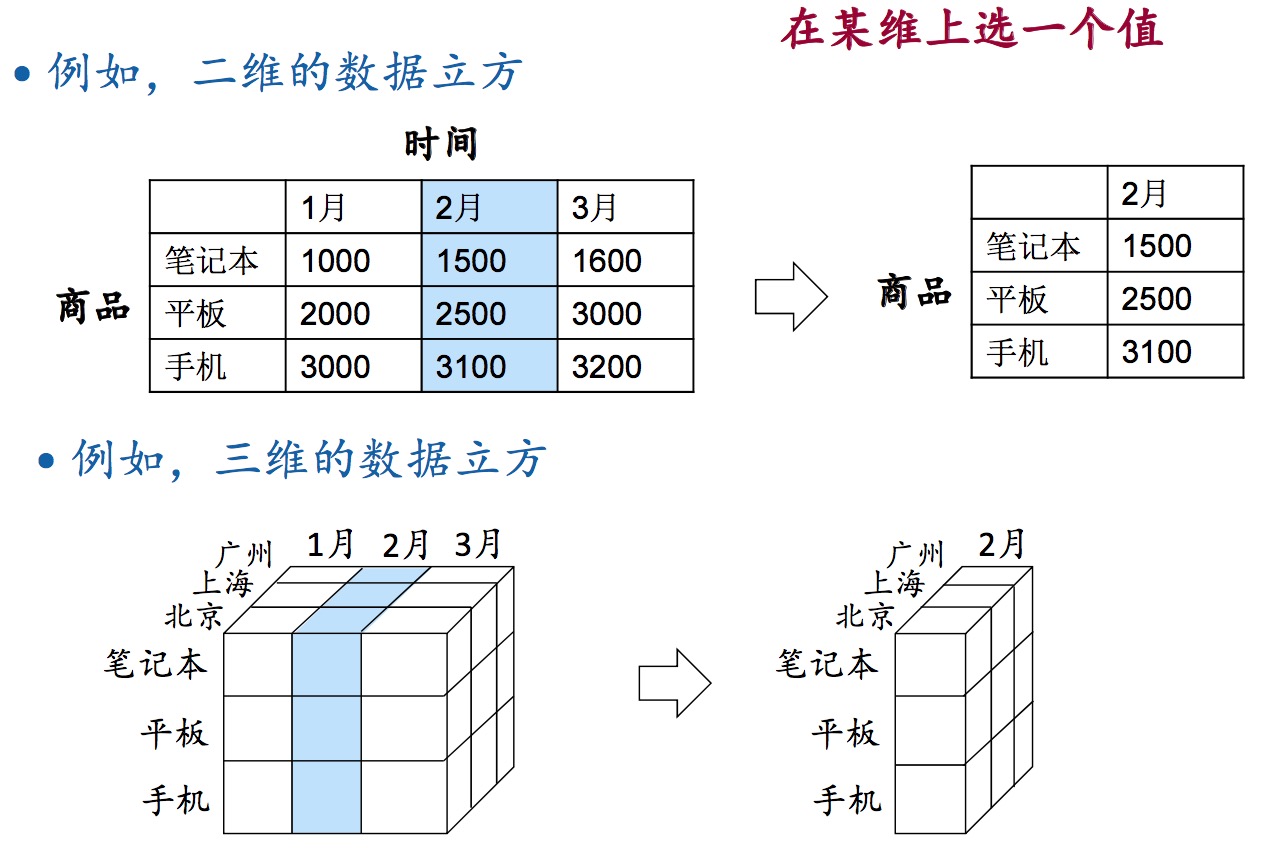 在某维上选一个值
• 例如，二维的数据立方
时间
1月 2月 3月
笔记本 1000 1500 1600
商品
平板 2000 2500 3000
手机 3000 3100 3200
2月
笔记本 1500
商品
平板 2500
手机 3100
• 例如，三维的数据立方
广州 1月 2月 3月
上海
北京
笔记本
平板
手机
广州 2月
上海
北京
笔记本
平板
手机